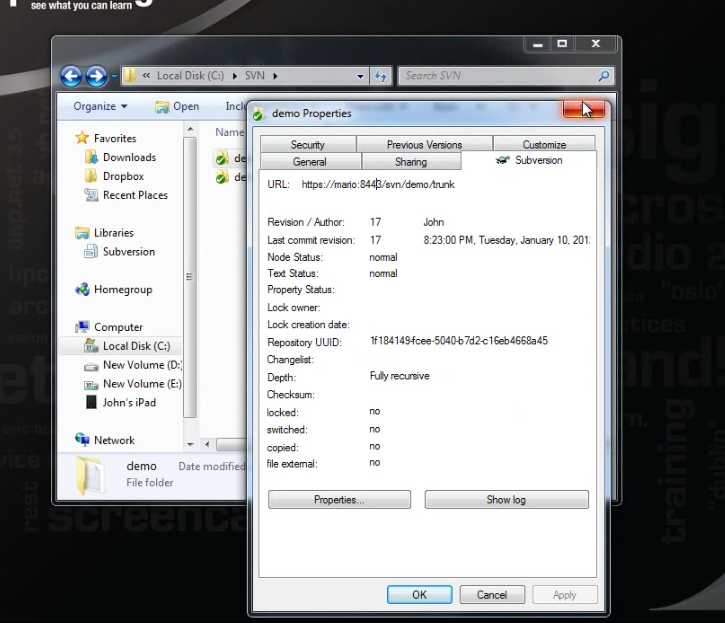 see what you can learn
Local Disk (C:) SVN
Search SVN
Organize Open
demo Properties
Name
Favorites
Downloads
Dropbox
Recent Places
Libraries
Subversion
Homegroup
Computer
Local Disk (C:)
New Volume (D:)
New Volume (E:)
John's iPad
Network
demo Date modified
File folder
Security Previous Versions Customize
General Sharing Subversion
URL: https://mario:8443/svn/demo/trunk
Revision / Author: 17 John
Last commit revision: 17 8:23:00 PM, Tuesday, January 10, 201
Node Status: normal
Text Status: normal
Property Status:
Lock owner:
Lock creation date:
Repository UUID: 1f184149-fcee-5040-b7d2-c16eb4668a45
Changelist:
Depth: Fully recursive
Checksum:
locked: no
switched: no
copied: no
file external: no
Properties... Show log
OK Cancel Apply
training